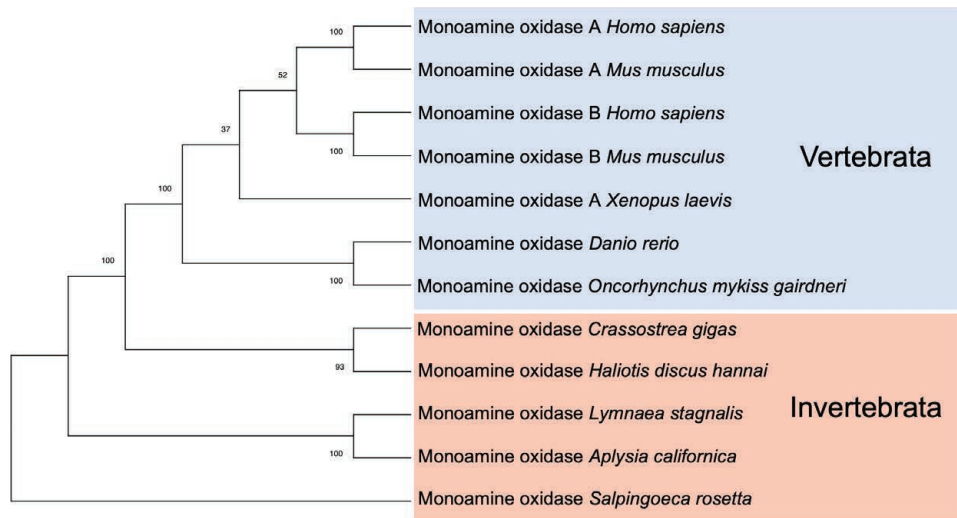 100
Monoamine oxidase A Homo sapiens
Monoamine oxidase A Mus musculus
52
Monoamine oxidase B Homo sapiens
37
100
Monoamine oxidase B Mus musculus
Vertebrata
100
Monoamine oxidase A Xenopus laevis
Monoamine oxidase Danio rerio
100
100
Monoamine oxidase Oncorhynchus mykiss gairdneri
Monoamine oxidase Crassostrea gigas
93
Monoamine oxidase Haliotis discus hannai
Invertebrata
Monoamine oxidase Lymnaea stagnalis
100
Monoamine oxidase Aplysia californica
Monoamine oxidase Salpingoeca rosetta